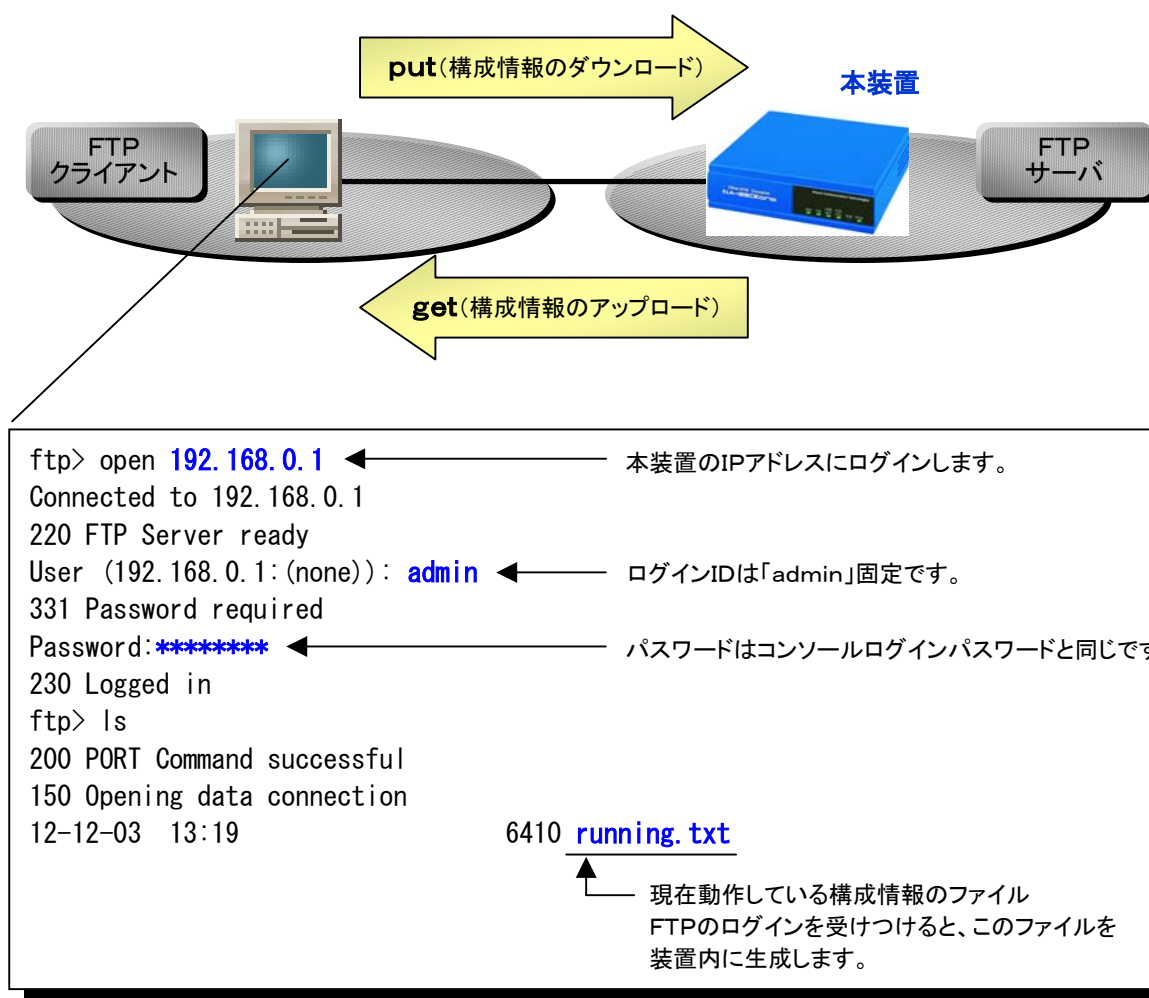 put(構成情報のダウンロード)
本装置
FTP
クライアント
FTP
サーバ
get(構成情報のアップロード)
ftp> open 192.168.0.1
本装置のIPアドレスにログインします。
Connected to 192.168.0.1
220 FTP Server ready
User (192.168.0.1:(none)): admin
ログインIDは「admin」固定です。
331 Password required
Password:********
パスワードはコンソールログインパスワードと同じです
230 Logged in
ftp> ls
200 PORT Command successful
150 Opening data connection
12-12-03 13:19 6410 running.txt
現在動作している構成情報のファイル
FTPのログインを受けつけると、このファイルを
装置内に生成します。